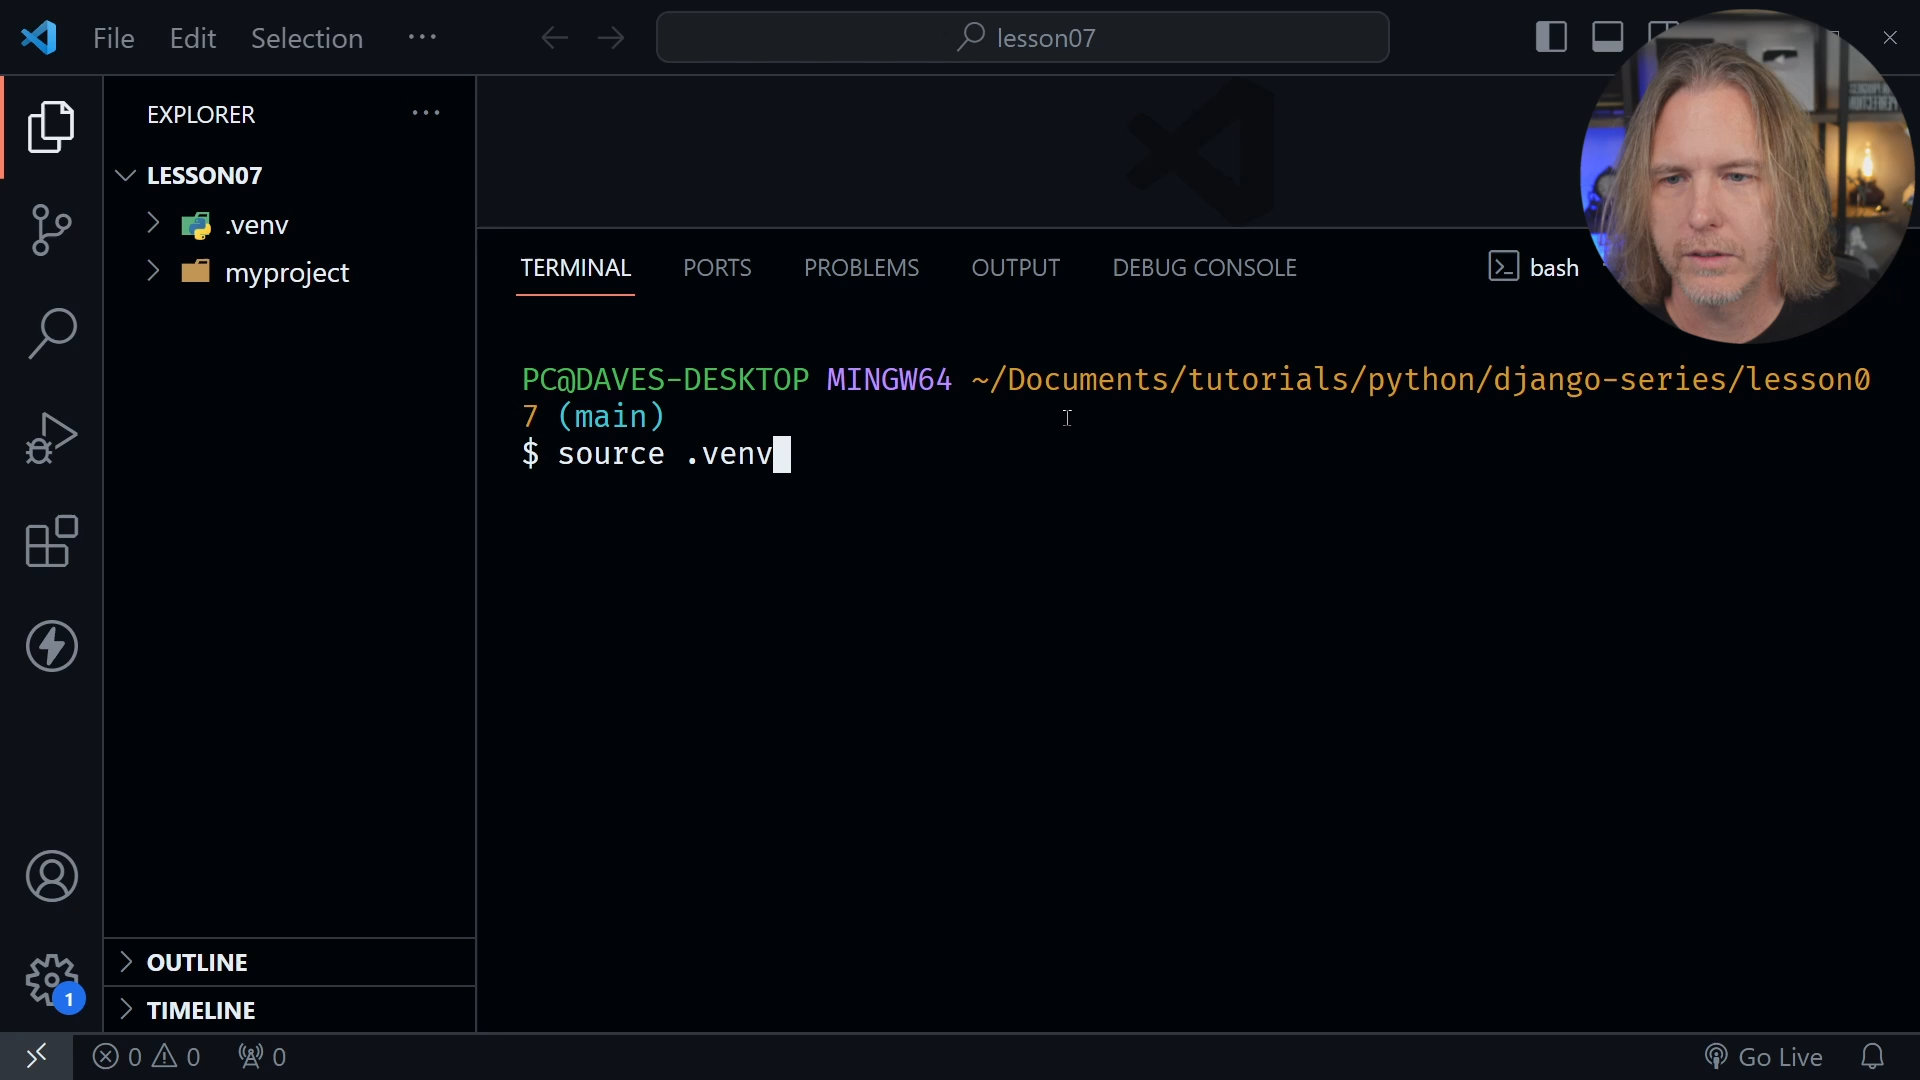 File Edit Selection ···
lesson07
EXPLORER ···
LESSON07
.venv
myproject
TERMINAL PORTS PROBLEMS OUTPUT DEBUG CONSOLE bash
PC@DAVES-DESKTOP MINGW64 ~/Documents/tutorials/python/django-series/lesson0
7 (main)
$ source .venv
OUTLINE
1
TIMELINE
0 0 0
Go Live